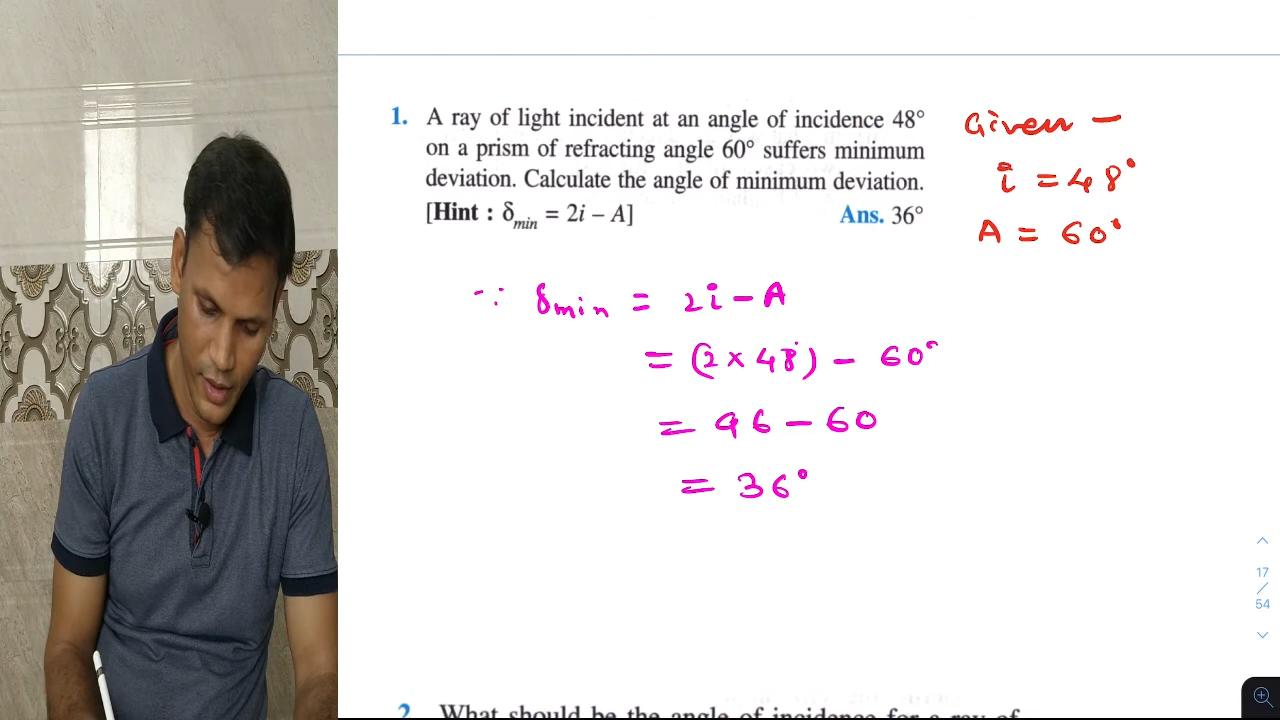 1. A ray of light incident at an angle of incidence 48°
on a prism of refracting angle 60° suffers minimum
deviation. Calculate the angle of minimum deviation.
[Hint : δmin = 2i – A] Ans. 36°
Given –
i = 48°
A = 60°
∵ δmin = 2i – A
= (2 × 48°) – 60°
= 96 – 60
= 36°
17
/
54
2. What should be the angle of incidence for a ray of